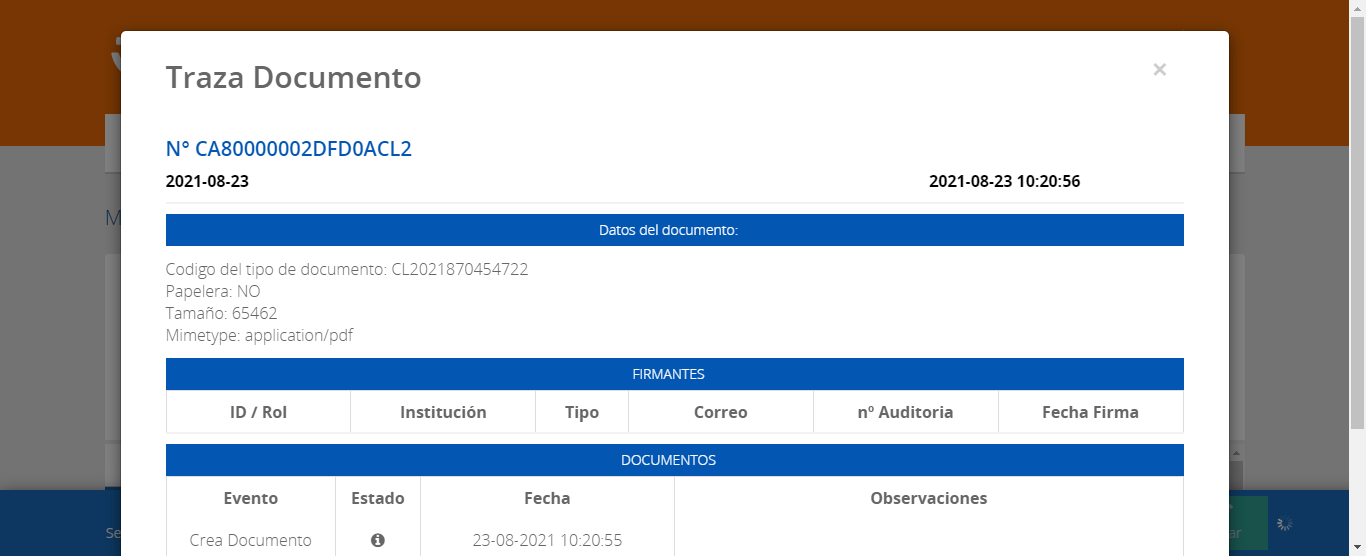 Traza Documento ×
N° CA80000002DFD0ACL2
2021-08-23 2021-08-23 10:20:56
Datos del documento:
Codigo del tipo de documento: CL2021870454722
Papelera: NO
Tamaño: 65462
Mimetype: application/pdf
FIRMANTES
ID / Rol Institución Tipo Correo nº Auditoria Fecha Firma
DOCUMENTOS
Evento Estado Fecha Observaciones
Crea Documento 23-08-2021 10:20:55